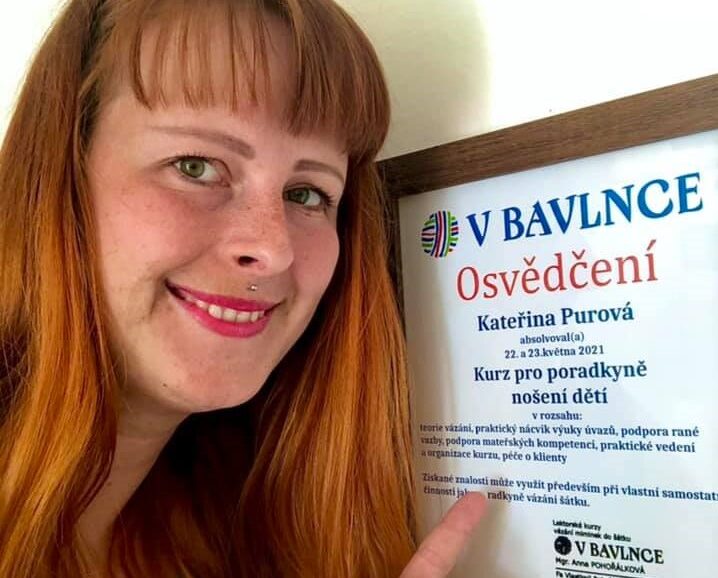 V BAVLNCE
Osvědčení
Kateřina Purová
absolvoval(a)
22. a 23.května 2021
Kurz pro poradkyně
nošení dětí
v rozsahu:
teorie vázání, praktický nácvik výuky úvazů, podpora rané
vazby, podpora mateřských kompetencí, praktické vedení
a organizace kurzu, péče o klienty
Získané znalosti může využít především při vlastní samostat
činnosti radkyně vázání šátku.
Lektorské kurzy
vázání miminek do šátku
V BAVLNCE
Mgr. Anna POHOŘÁLKOVÁ